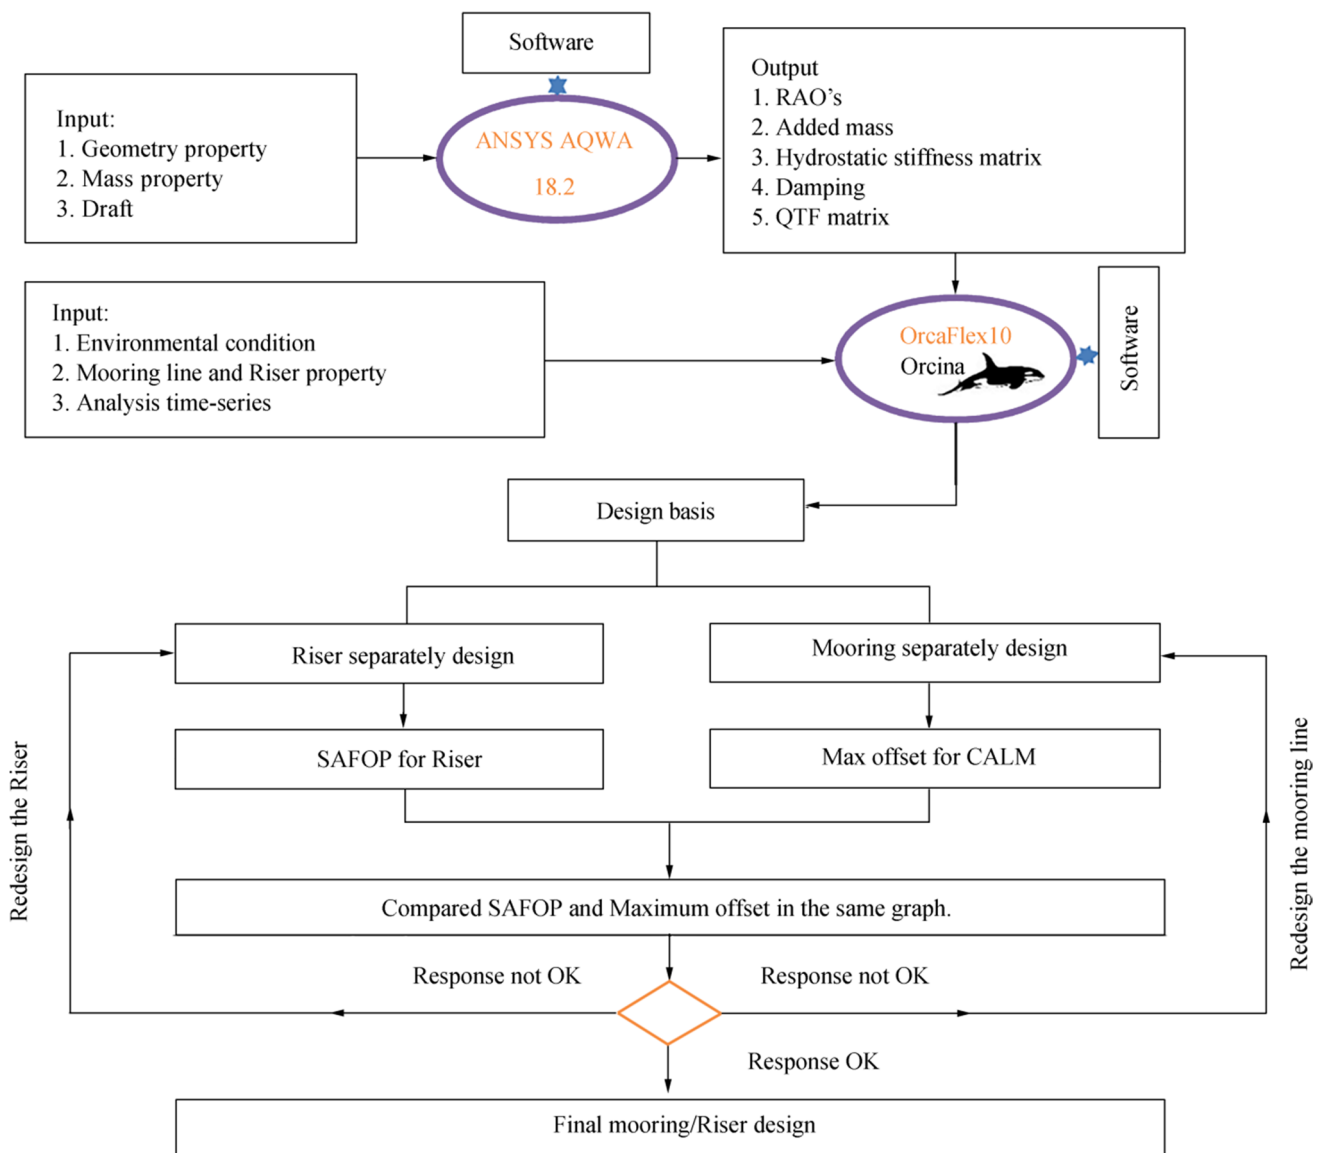 Software
Input:
1. Geometry property
2. Mass property
3. Draft
ANSYS AQWA
18.2
Output
1. RAO’s
2. Added mass
3. Hydrostatic stiffness matrix
4. Damping
5. QTF matrix
Input:
1. Environmental condition
2. Mooring line and Riser property
3. Analysis time-series
OrcaFlex10
Orcina
Software
Design basis
Riser separately design
Mooring separately design
SAFOP for Riser
Max offset for CALM
Redesign the Riser
Redesign the mooring line
Compared SAFOP and Maximum offset in the same graph.
Response not OK
Response not OK
Response OK
Final mooring/Riser design